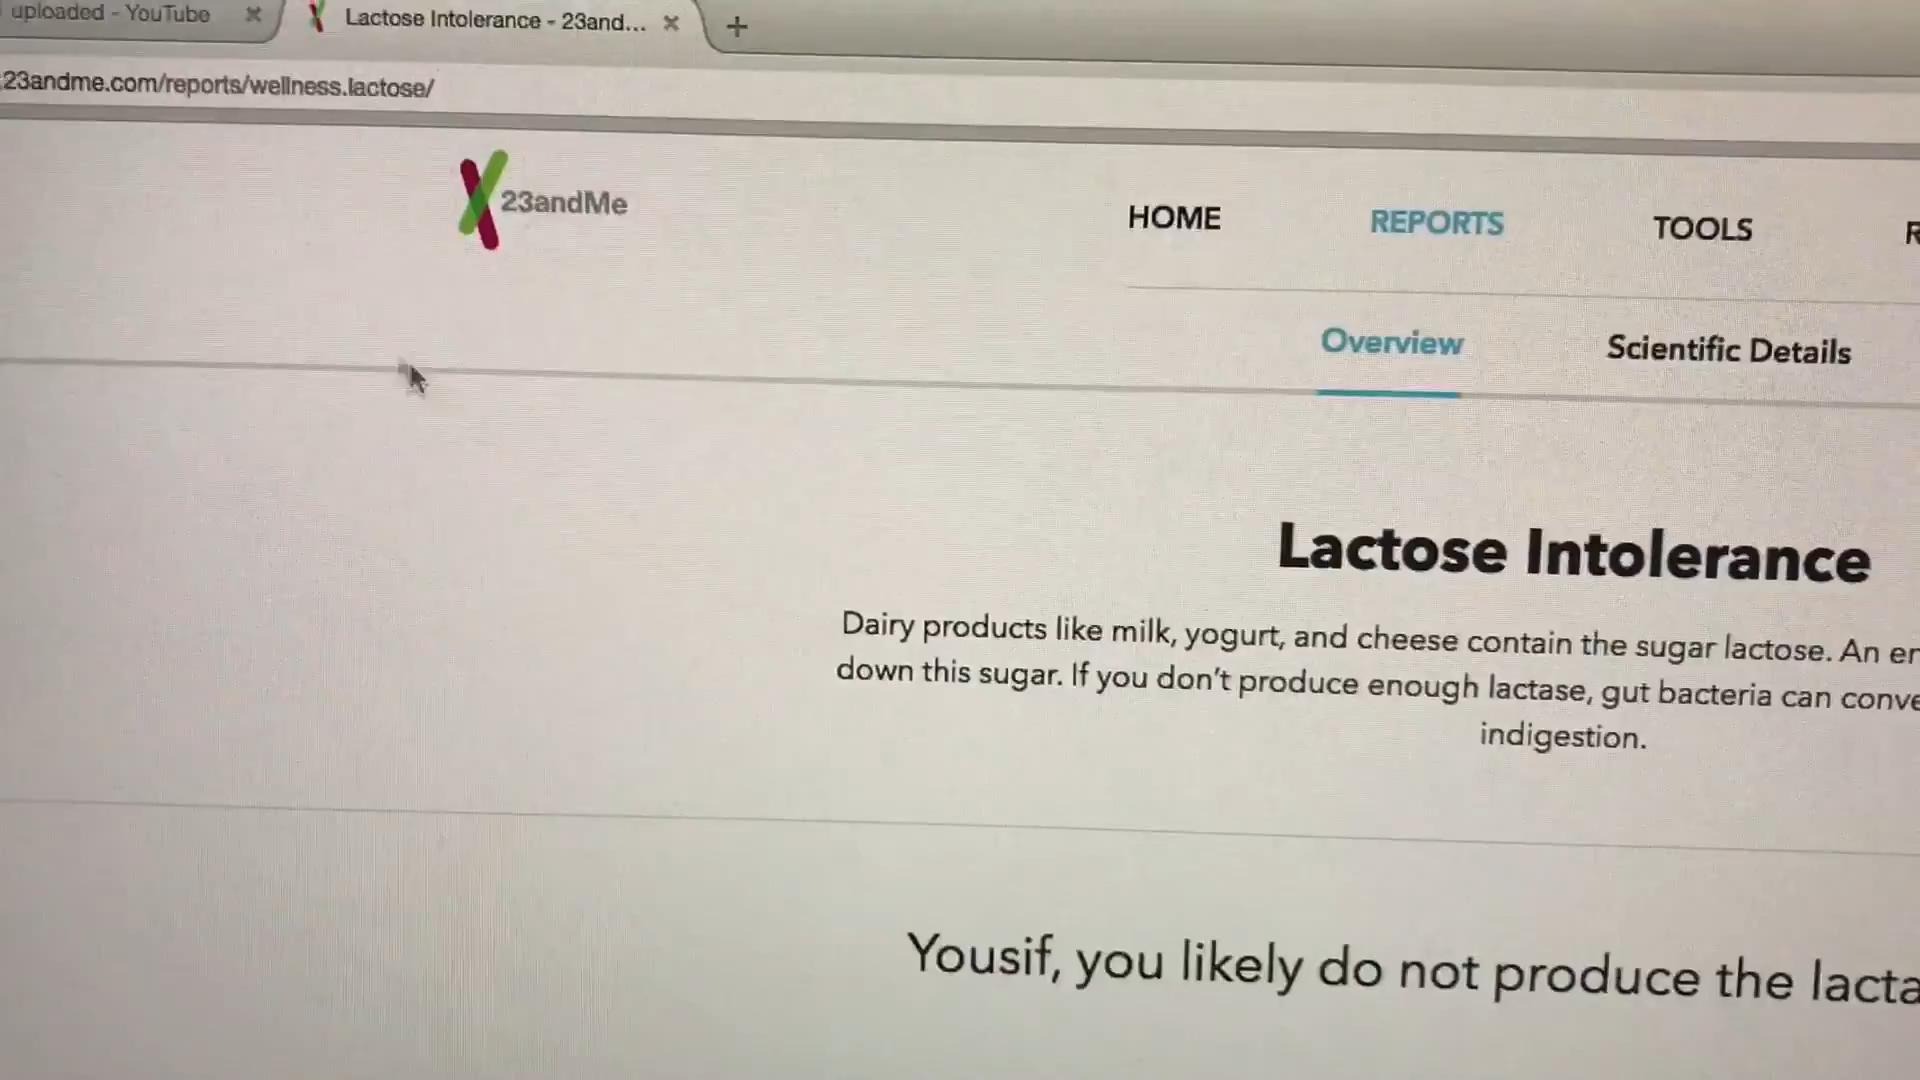 uploaded - YouTube
Lactose Intolerance - 23and...
23andme.com/reports/wellness.lactose/
23andMe
HOME REPORTS TOOLS
Overview Scientific Details
Lactose Intolerance
Dairy products like milk, yogurt, and cheese contain the sugar lactose. An
down this sugar. If you don't produce enough lactase, gut bacteria can
indigestion.
Yousif, you likely do not produce the